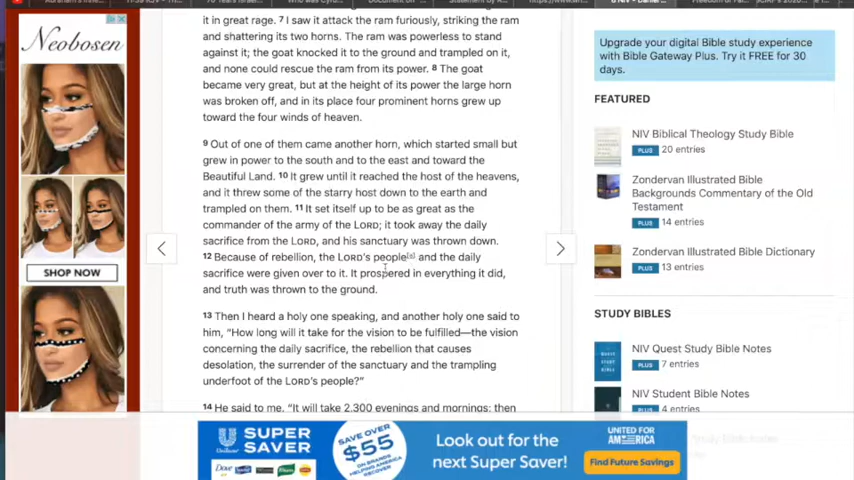 Neobosen
SHOP NOW
it in great rage. 7 I saw it attack the ram furiously, striking the ram
and shattering its two horns. The ram was powerless to stand
against it; the goat knocked it to the ground and trampled on it,
and none could rescue the ram from its power. 8 The goat
became very great, but at the height of its power the large horn
was broken off, and in its place four prominent horns grew up
toward the four winds of heaven.
9 Out of one of them came another horn, which started small but
grew in power to the south and to the east and toward the
Beautiful Land. 10 It grew until it reached the host of the heavens,
and it threw some of the starry host down to the earth and
trampled on them. 11 It set itself up to be as great as the
commander of the army of the LORD; it took away the daily
sacrifice from the LORD, and his sanctuary was thrown down.
12 Because of rebellion, the LORD's people[a] and the daily
sacrifice were given over to it. It prospered in everything it did,
and truth was thrown to the ground.
13 Then I heard a holy one speaking, and another holy one said to
him, “How long will it take for the vision to be fulfilled—the vision
concerning the daily sacrifice, the rebellion that causes
desolation, the surrender of the sanctuary and the trampling
underfoot of the LORD's people?”
14 He said to me, “It will take 2,300 evenings and mornings; then
Upgrade your digital Bible study experience
with Bible Gateway Plus. Try it FREE for 30
days.
FEATURED
NIV Biblical Theology Study Bible
PLUS 20 entries
Zondervan Illustrated Bible
Backgrounds Commentary of the Old
Testament
PLUS 14 entries
Zondervan Illustrated Bible Dictionary
PLUS 13 entries
STUDY BIBLES
NIV Quest Study Bible Notes
PLUS 7 entries
NIV Student Bible Notes
PLUS 4 entries
Unilever
SUPER
SAVER
Dove
SAVE OVER
$55
Look out for the
next Super Saver!
UNITED FOR
AMERICA
Find Future Savings